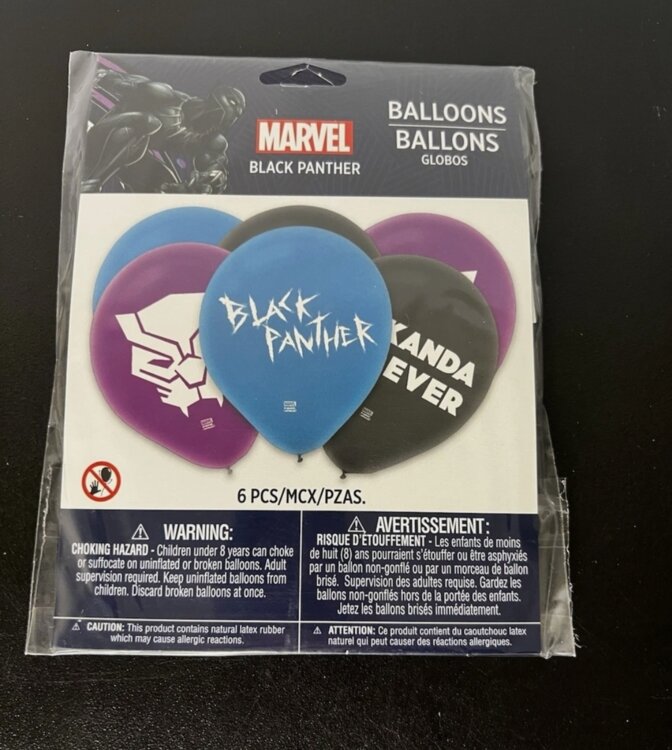 MARVEL
BLACK PANTHER
BALLOONS
BALLONS
GLOBOS
BLACK
PANTHER
KANDA
EVER
6 PCS/MCX/PZAS.
⚠ WARNING:
CHOKING HAZARD - Children under 8 years can choke
or suffocate on uninflated or broken balloons. Adult
supervision required. Keep uninflated balloons from
children. Discard broken balloons at once.
⚠ CAUTION: This product contains natural latex rubber
which may cause allergic reactions.
⚠ AVERTISSEMENT:
RISQUE D'ÉTOUFFEMENT - Les enfants de moins
de huit (8) ans pourraient s'étouffer ou être asphyxiés
par un ballon non-gonflé ou par un morceau de ballon
brisé. Supervision des adultes requise. Gardez les
ballons non-gonflés hors de la portée des enfants.
Jetez les ballons brisés immédiatement.
⚠ ATTENTION: Ce produit contient du caoutchouc latex
naturel qui peut causer des réactions allergiques.